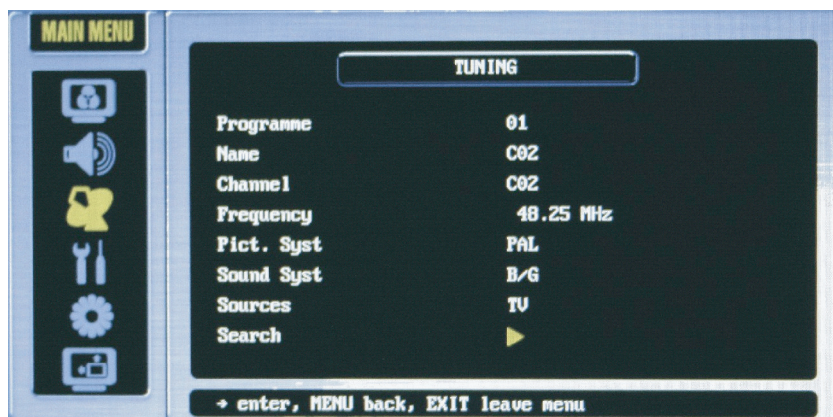 MAIN MENU
TUNING
Programme 01
Name C02
Channel C02
Frequency 48.25 MHz
Pict. Syst PAL
Sound Syst B/G
Sources TV
Search
→ enter, MENU back, EXIT leave menu